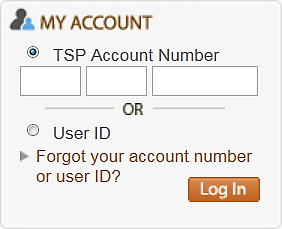 MY ACCOUNT
TSP Account Number
OR
User ID
Forgot your account number
or user ID?
Log In